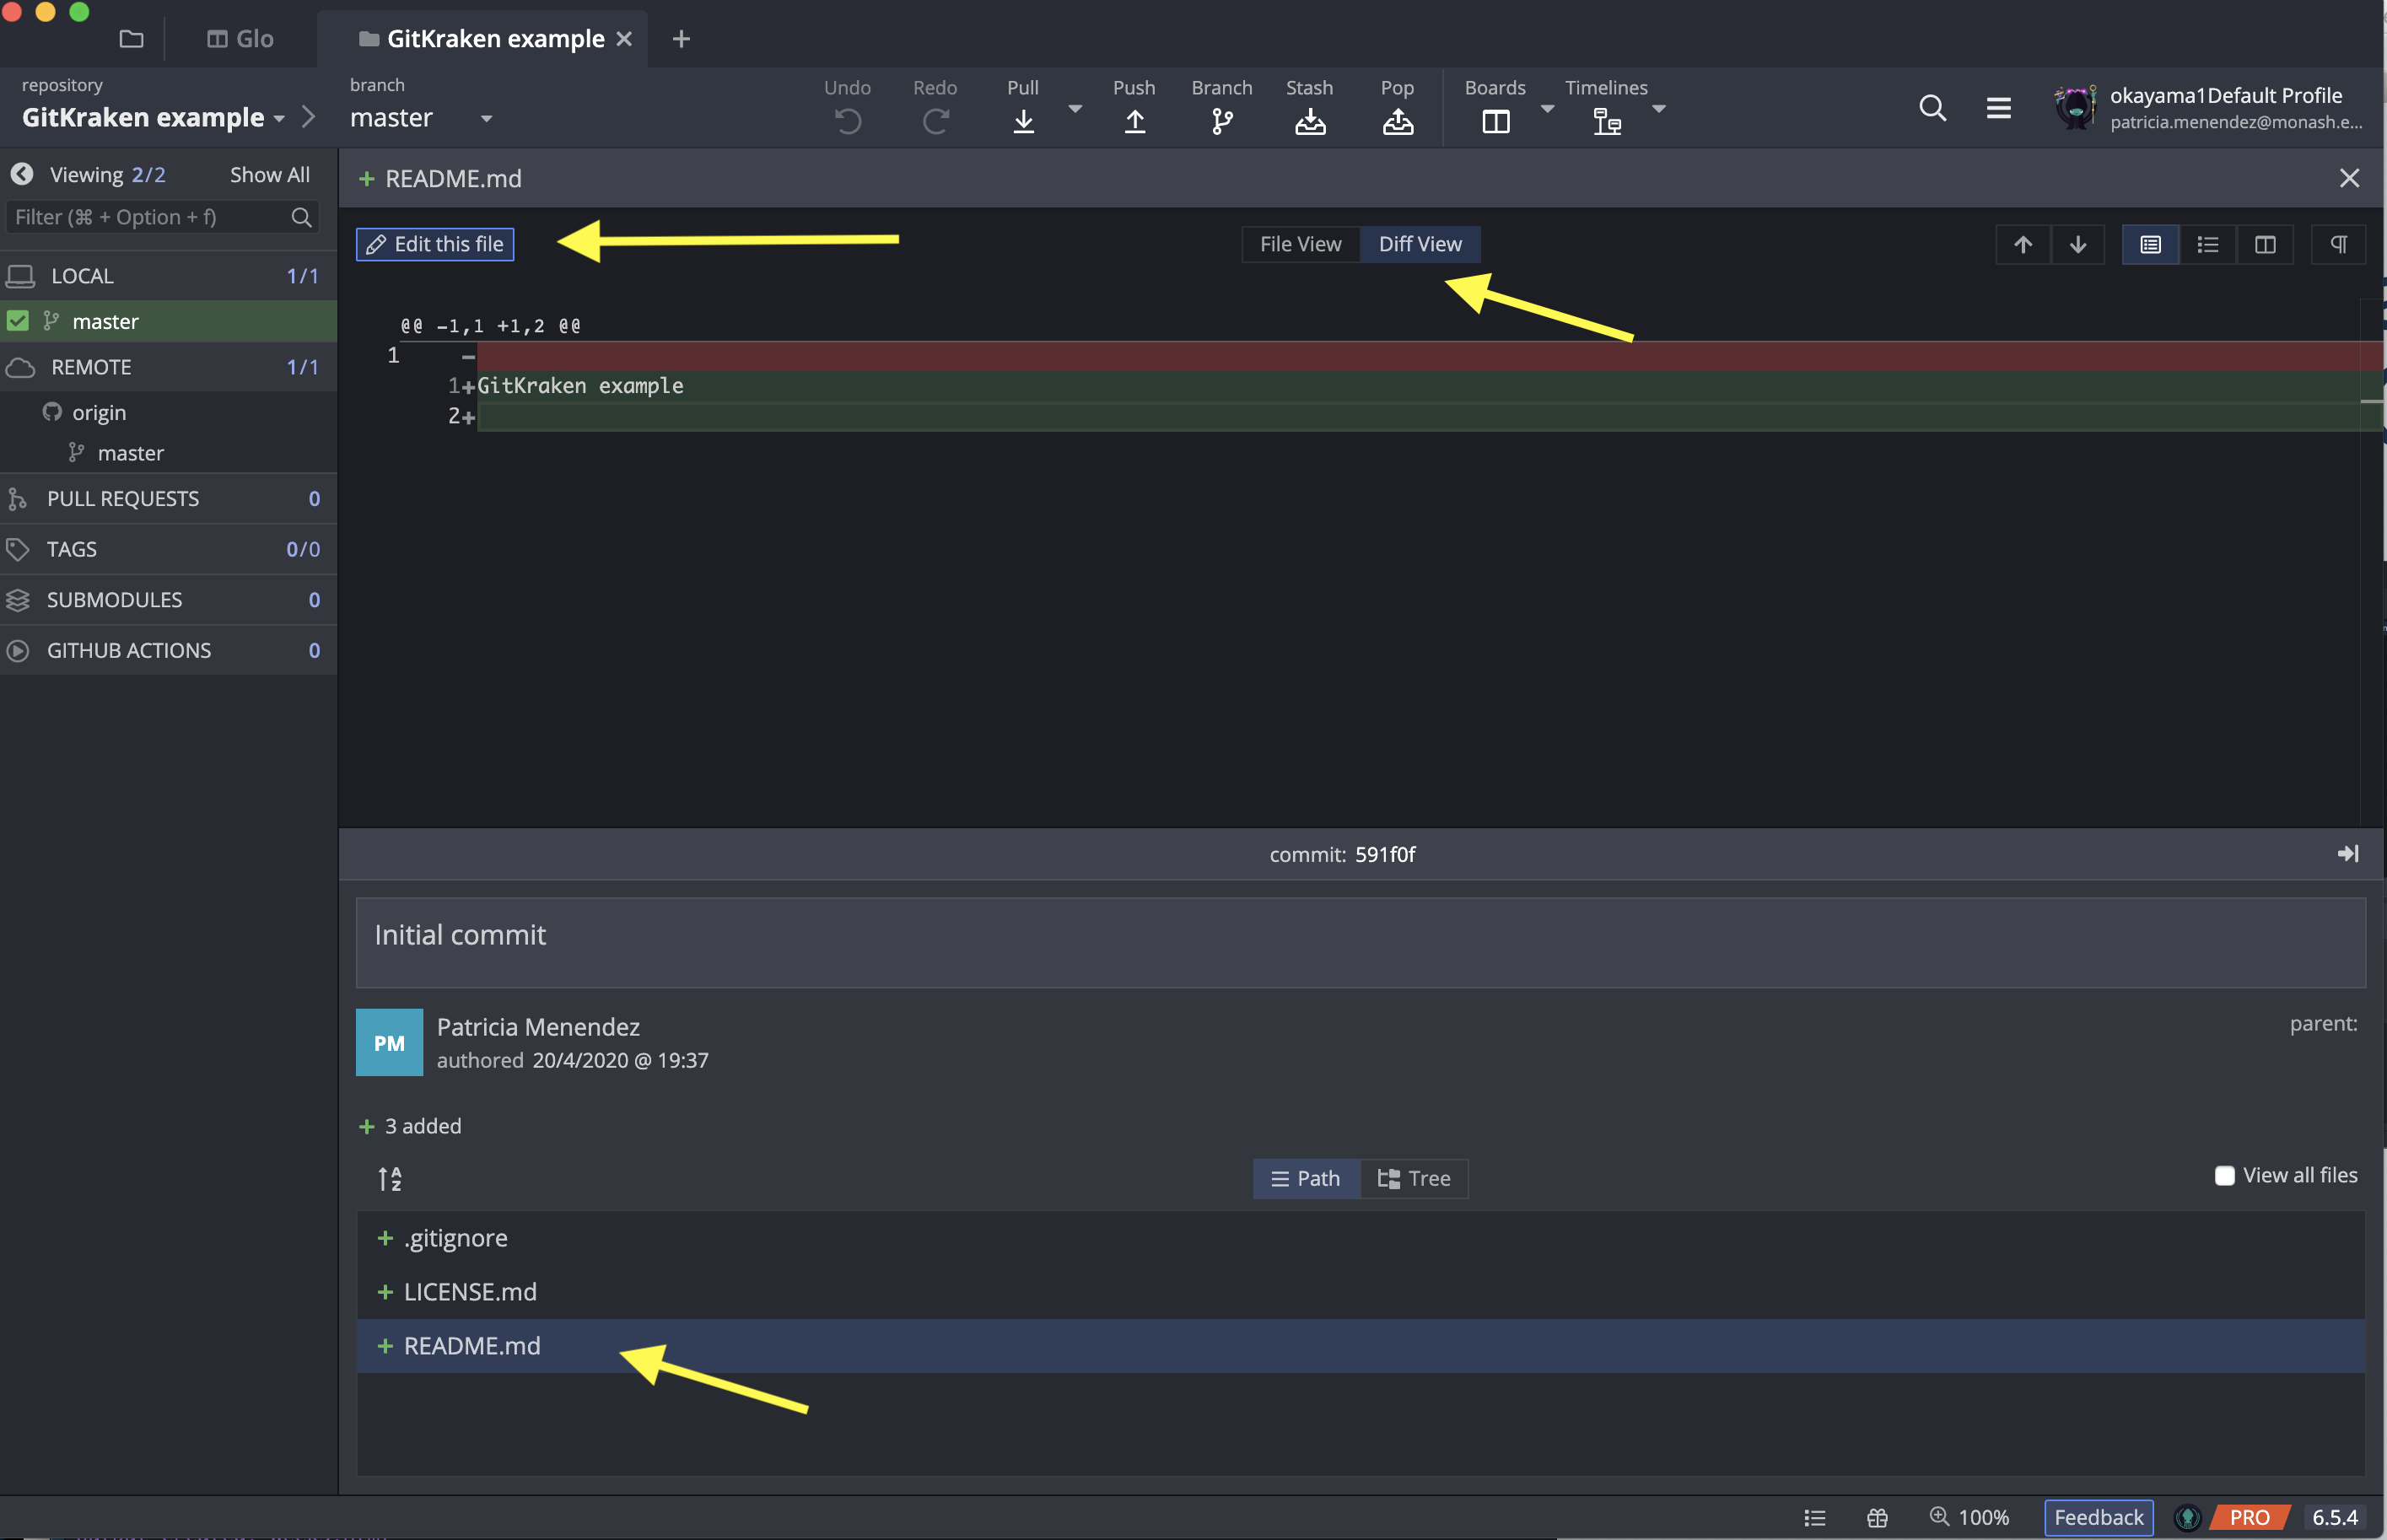 Glo
GitKraken example
repository
GitKraken example
branch
master
Undo
Redo
Pull
Push
Branch
Stash
Pop
Boards
Timelines
okayama1Default Profile
patricia.menendez@monash.e...
Viewing 2/2
Show All
Filter (⌘ + Option + f)
LOCAL 1/1
master
REMOTE 1/1
origin
master
PULL REQUESTS 0
TAGS 0/0
SUBMODULES 0
GITHUB ACTIONS 0
+ README.md
Edit this file
File View
Diff View
@@ -1,1 +1,2 @@
1 -
1+GitKraken example
2+
commit: 591f0f
Initial commit
PM
Patricia Menendez
authored 20/4/2020 @ 19:37
parent:
+ 3 added
Path
Tree
View all files
+ .gitignore
+ LICENSE.md
+ README.md
100%
Feedback
PRO
6.5.4